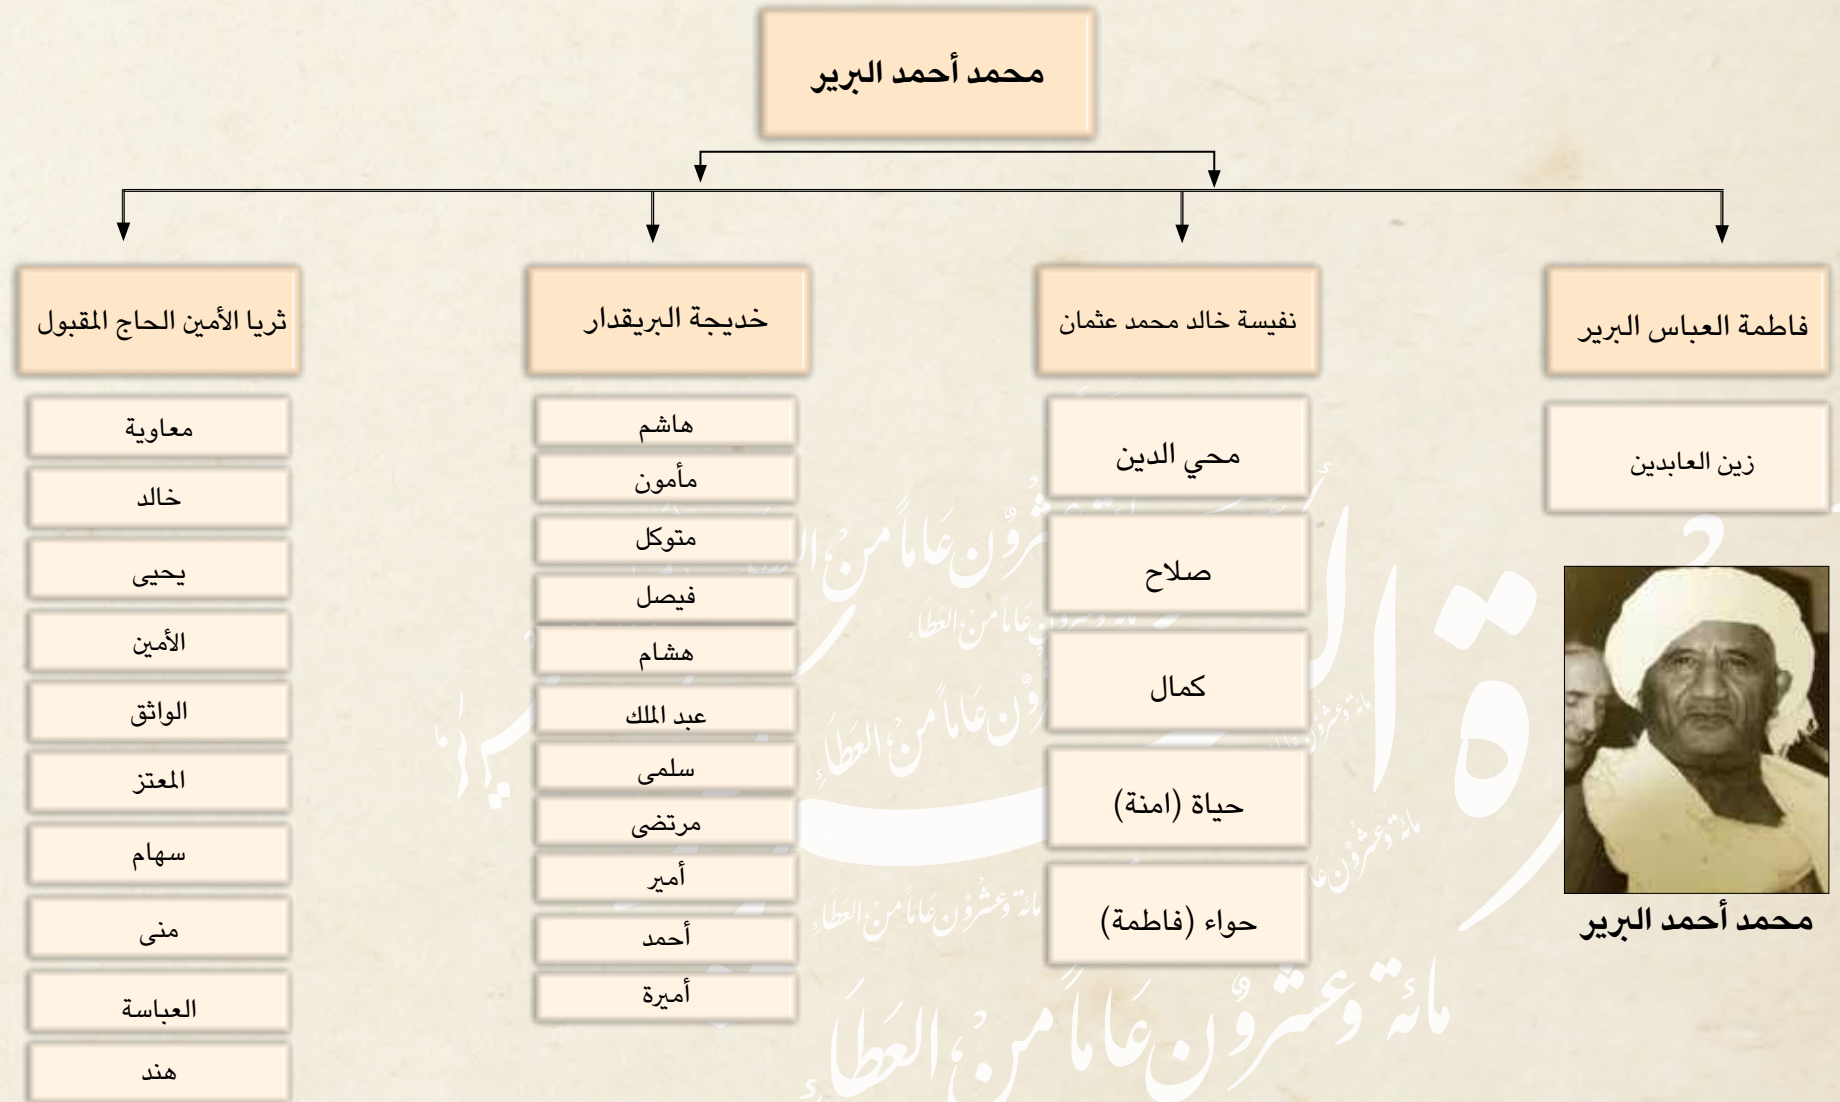 محمد أحمد البرير
فاطمة العباس البرير
زين العابدين
محمد أحمد البرير
نفيسة خالد محمد عثمان
محي الدين
صلاح
كمال
حياة (امنة)
حواء (فاطمة)
خديجة البريقدار
هاشم
مأمون
متوكل
فيصل
هشام
عبد الملك
سلمى
مرتضى
أمير
أحمد
أميرة
ثريا الأمين الحاج المقبول
معاوية
خالد
يحيى
الأمين
الواثق
المعتز
سهام
منى
العباسة
هند
مائة وعشرون عاماً من العطاء